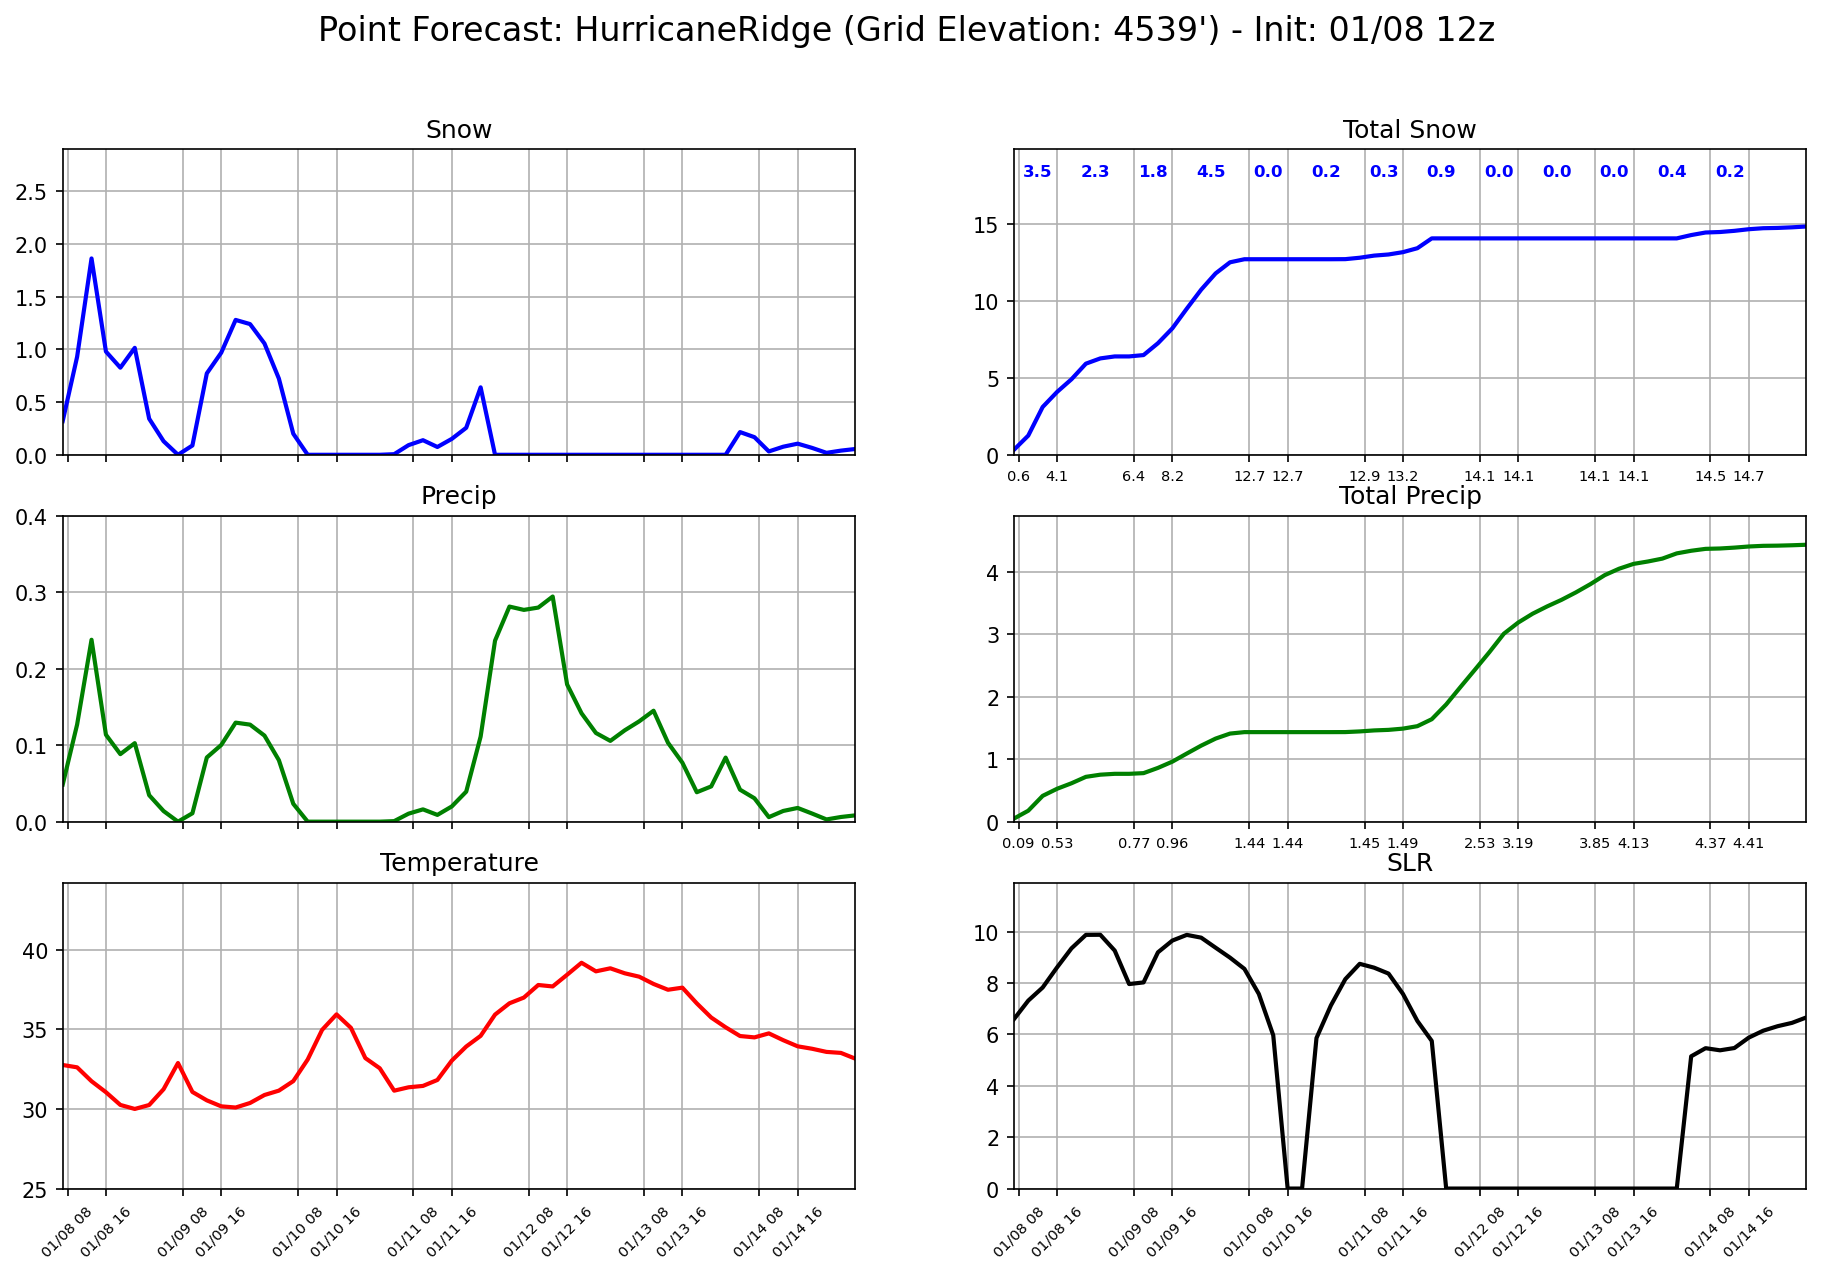 Point Forecast: HurricaneRidge (Grid Elevation: 4539') - Init: 01/08 12z
Snow
2.5
2.0
1.5
1.0
0.5
0.0
Total Snow
3.5 2.3 1.8 4.5 0.0 0.2 0.3 0.9 0.0 0.0 0.0 0.4 0.2
15
10
5
0
0.6 4.1 6.4 8.2 12.7 12.7 12.9 13.2 14.1 14.1 14.1 14.1 14.5 14.7
Precip
0.4
0.3
0.2
0.1
0.0
Total Precip
4
3
2
1
0
0.09 0.53 0.77 0.96 1.44 1.44 1.45 1.49 2.53 3.19 3.85 4.13 4.37 4.41
Temperature
40
35
30
25
01/08 08 01/08 16 01/09 08 01/09 16 01/10 08 01/10 16 01/11 08 01/11 16 01/12 08 01/12 16 01/13 08 01/13 16 01/14 08 01/14 16
SLR
10
8
6
4
2
0
01/08 08 01/08 16 01/09 08 01/09 16 01/10 08 01/10 16 01/11 08 01/11 16 01/12 08 01/12 16 01/13 08 01/13 16 01/14 08 01/14 16